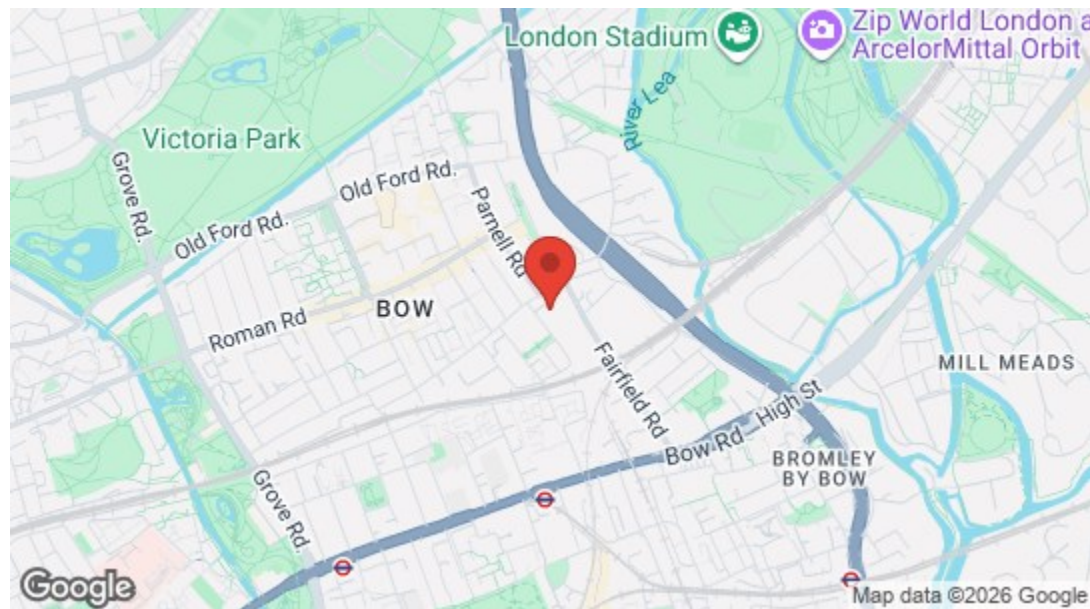 London Stadium
Zip World London a
ArcelorMittal Orbit
River Lea
Victoria Park
Grove Rd.
Old Ford Rd.
Old Ford Rd.
Parnell Rd
BOW
Roman Rd
Fairfield Rd
MILL MEADS
Bow Rd
High St
BROMLEY
BY BOW
Grove Rd.
Google
Map data ©2026 Google